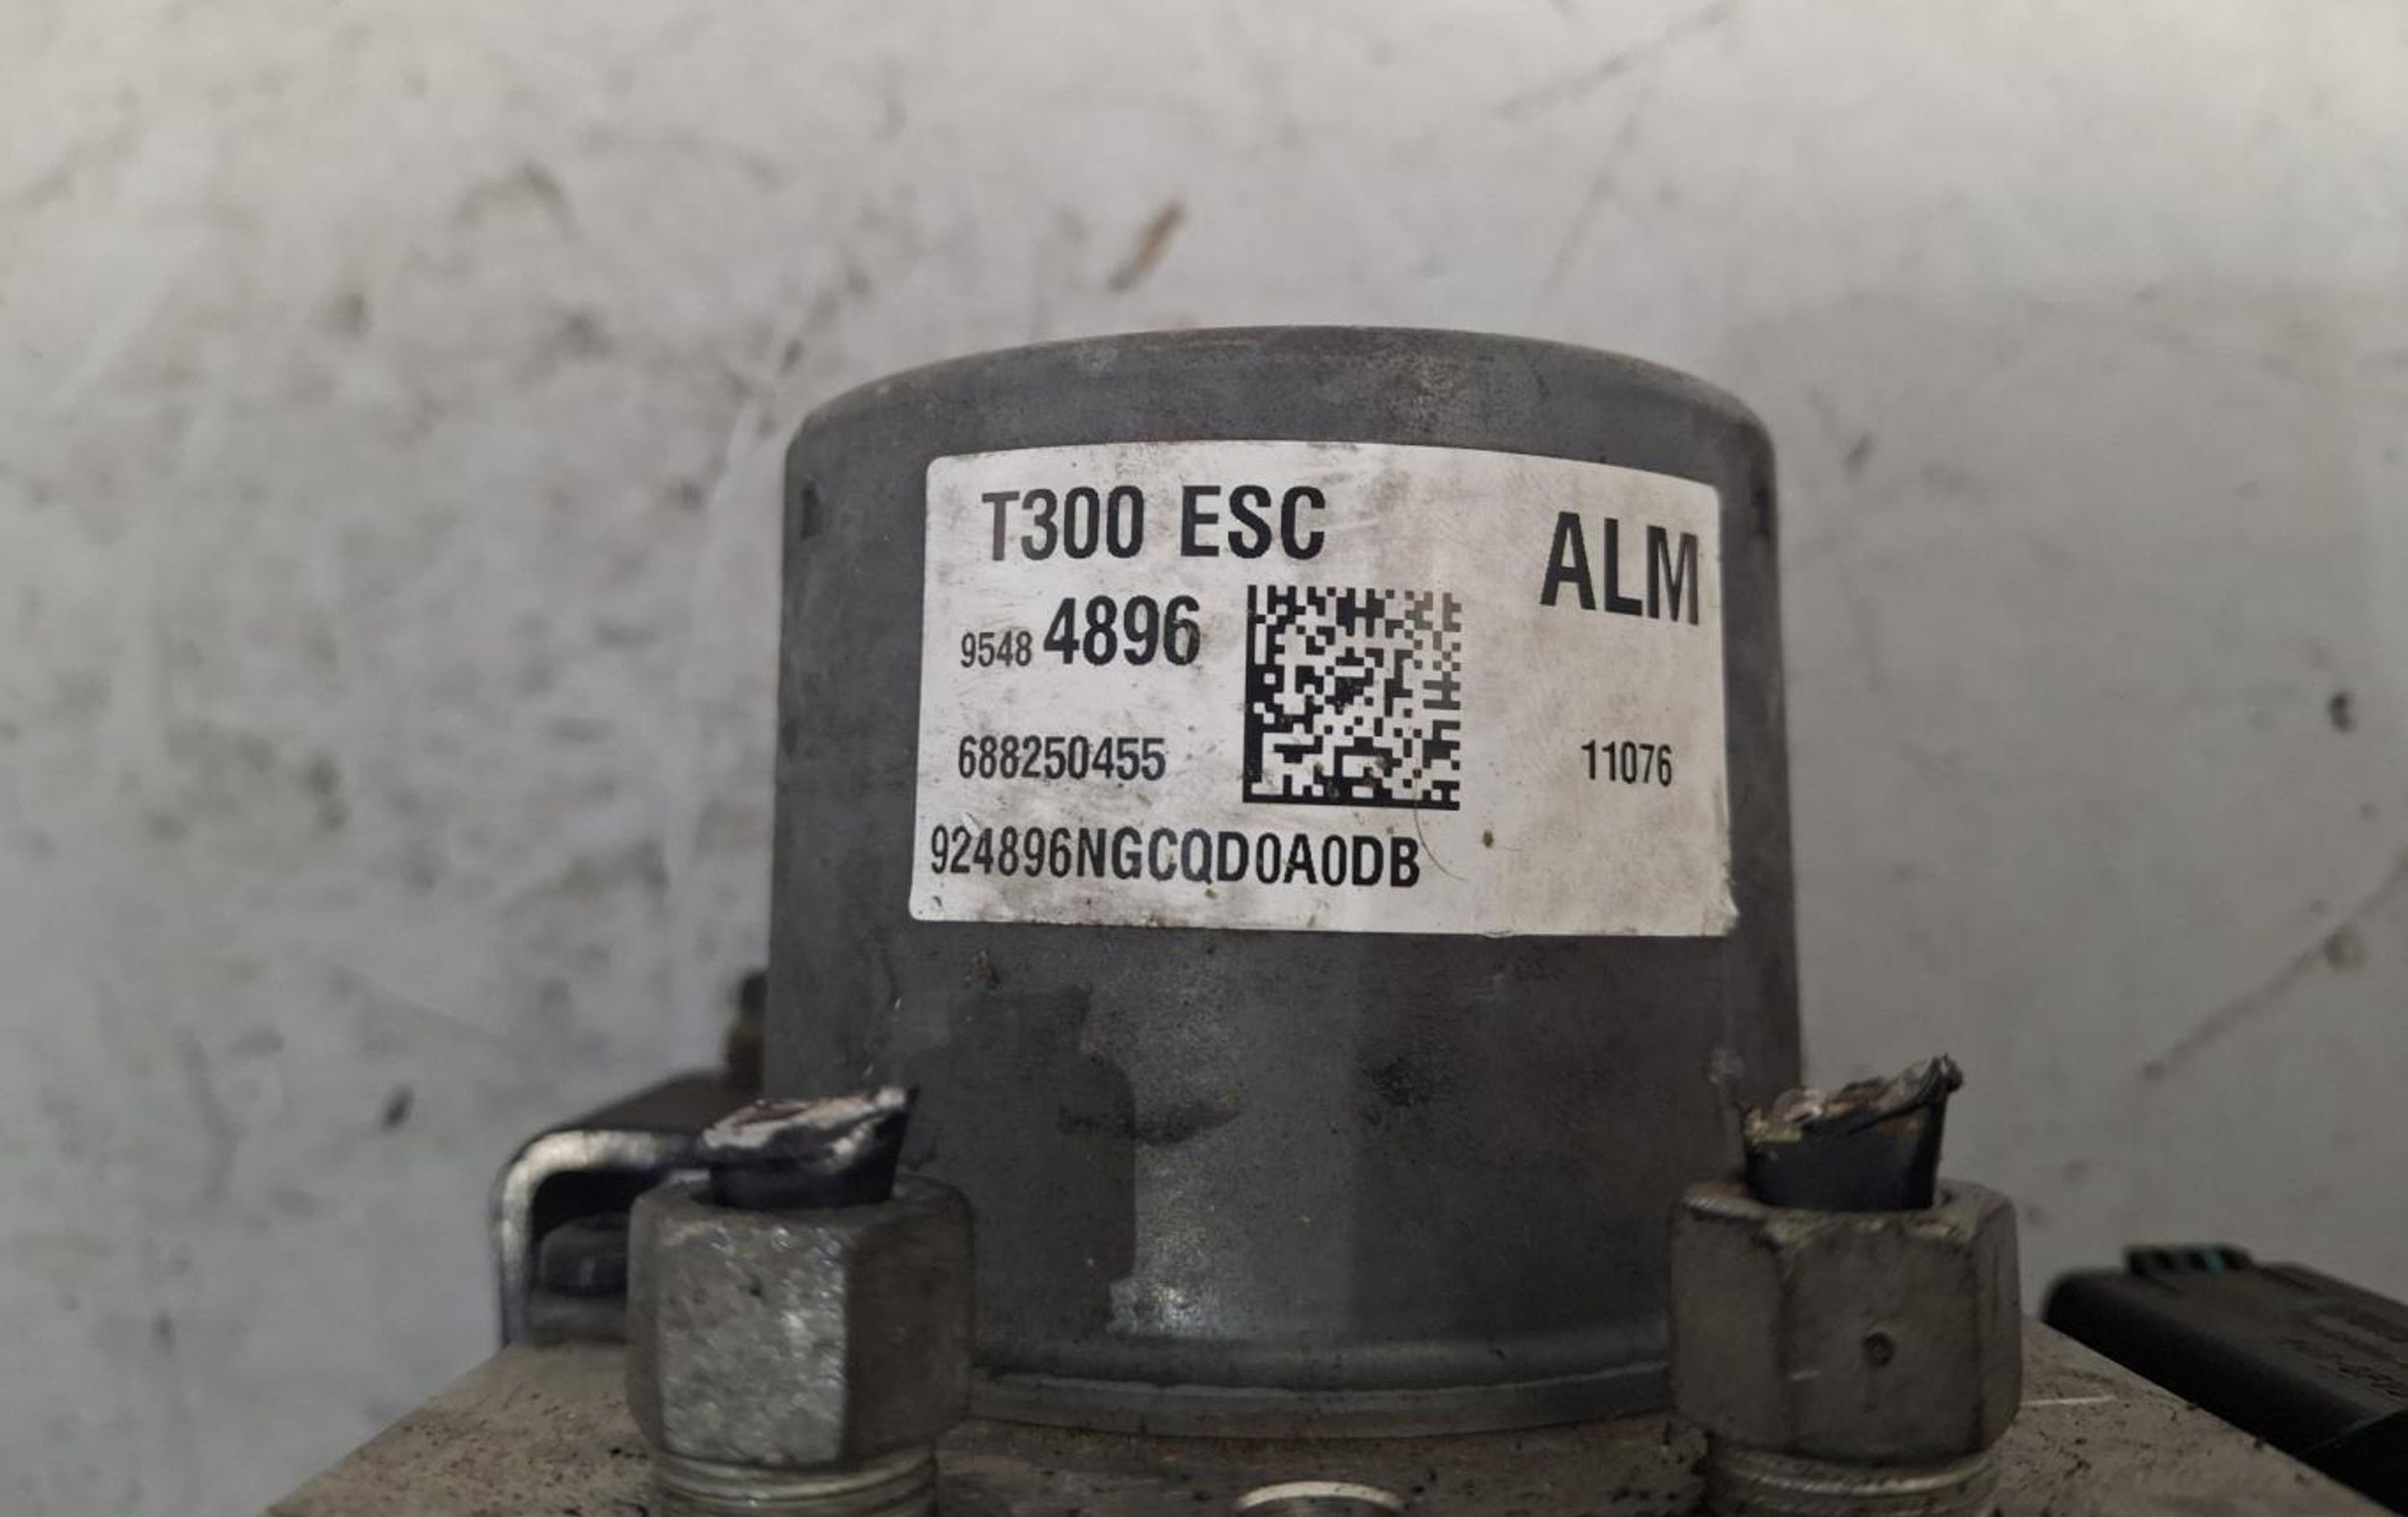 T300 ESC
ALM
9548 4896
688250455
11076
924896NGCQD0A0DB